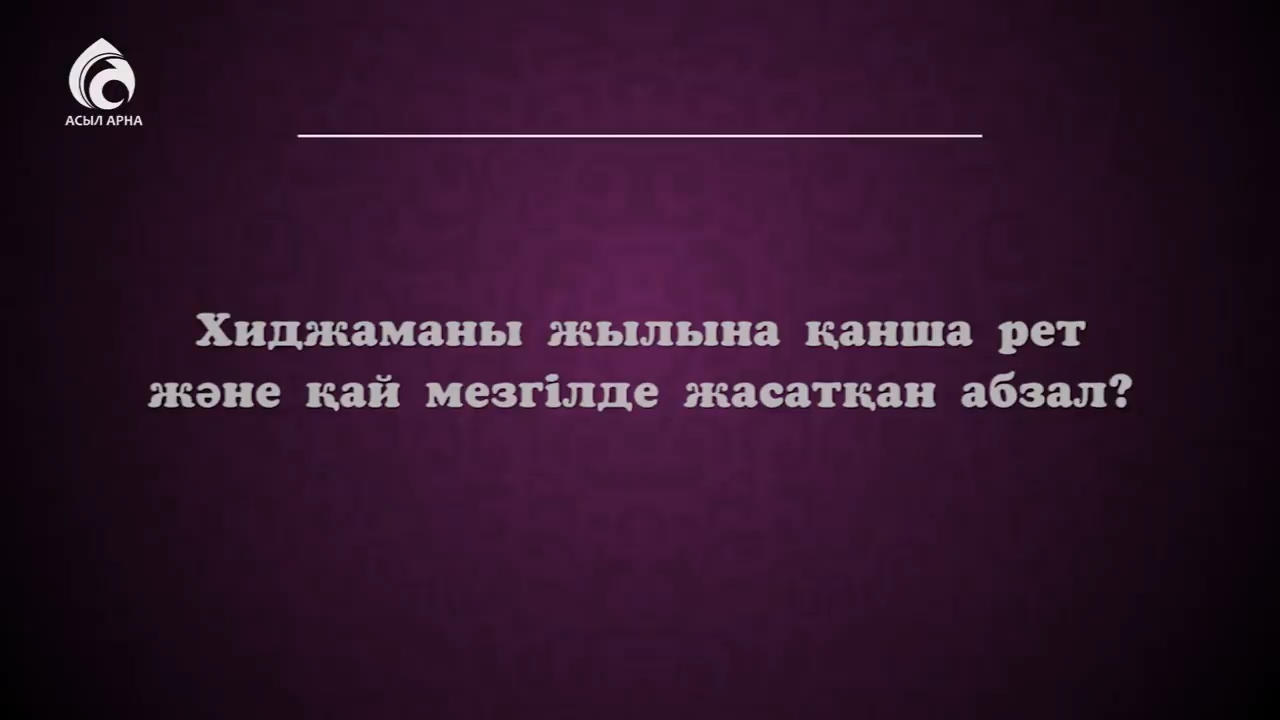 АСЫЛ АРНА
Хиджаманы жылына қанша рет
және қай мезгілде жасатқан абзал?